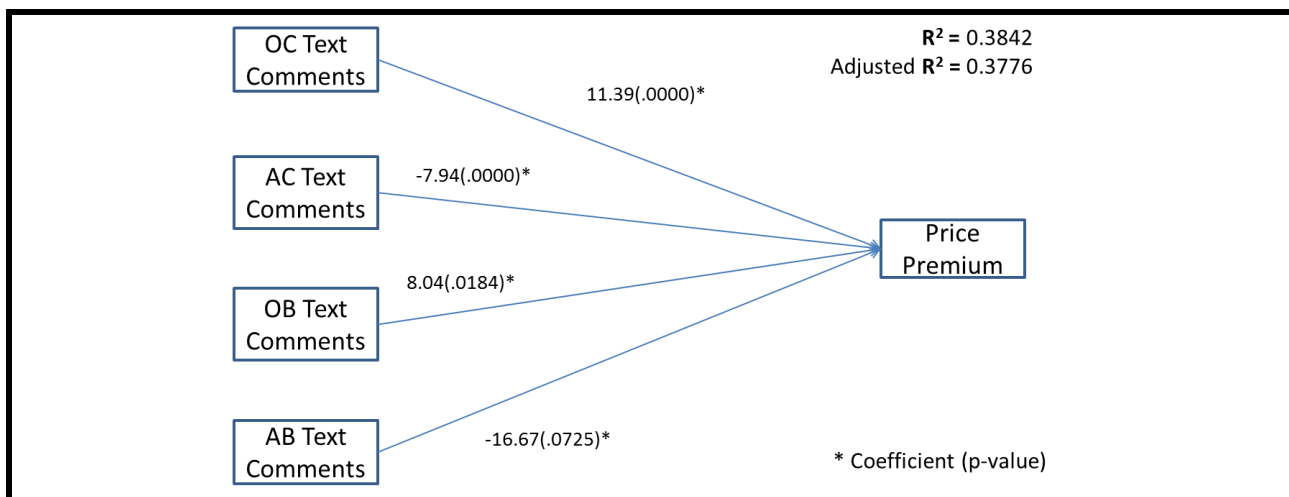 OC Text
Comments
R² = 0.3842
Adjusted R² = 0.3776
11.39(.0000)*
AC Text
Comments
-7.94(.0000)*
Price
Premium
OB Text
Comments
8.04(.0184)*
AB Text
Comments
-16.67(.0725)*
* Coefficient (p-value)